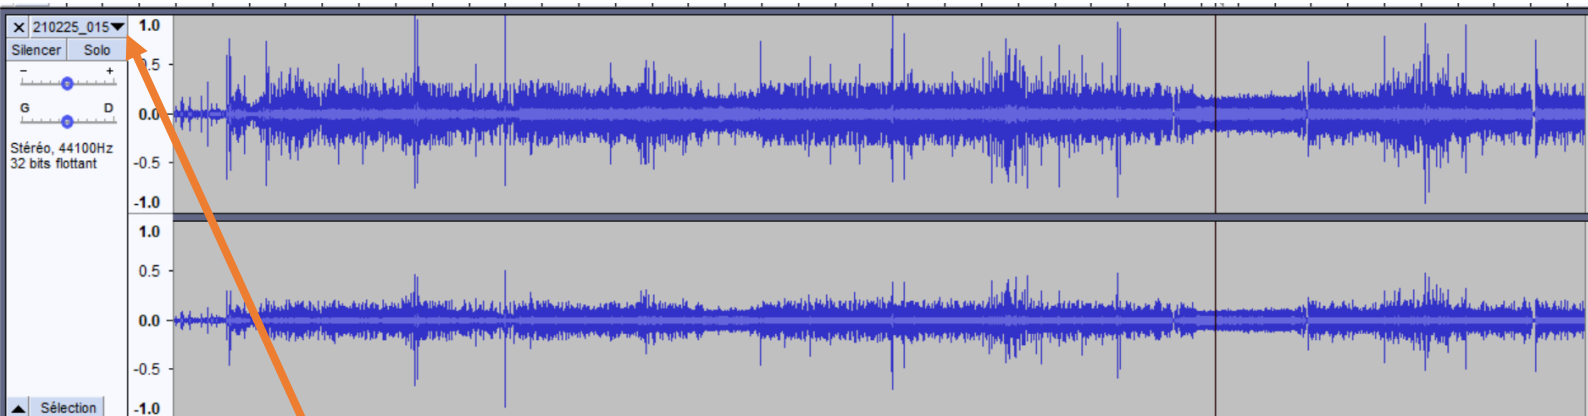 210225_015
Silencer Solo
- +
G D
Stéréo, 44100Hz
32 bits flottant
Sélection
1.0
0.5
0.0
-0.5
-1.0
1.0
0.5
0.0
-0.5
-1.0